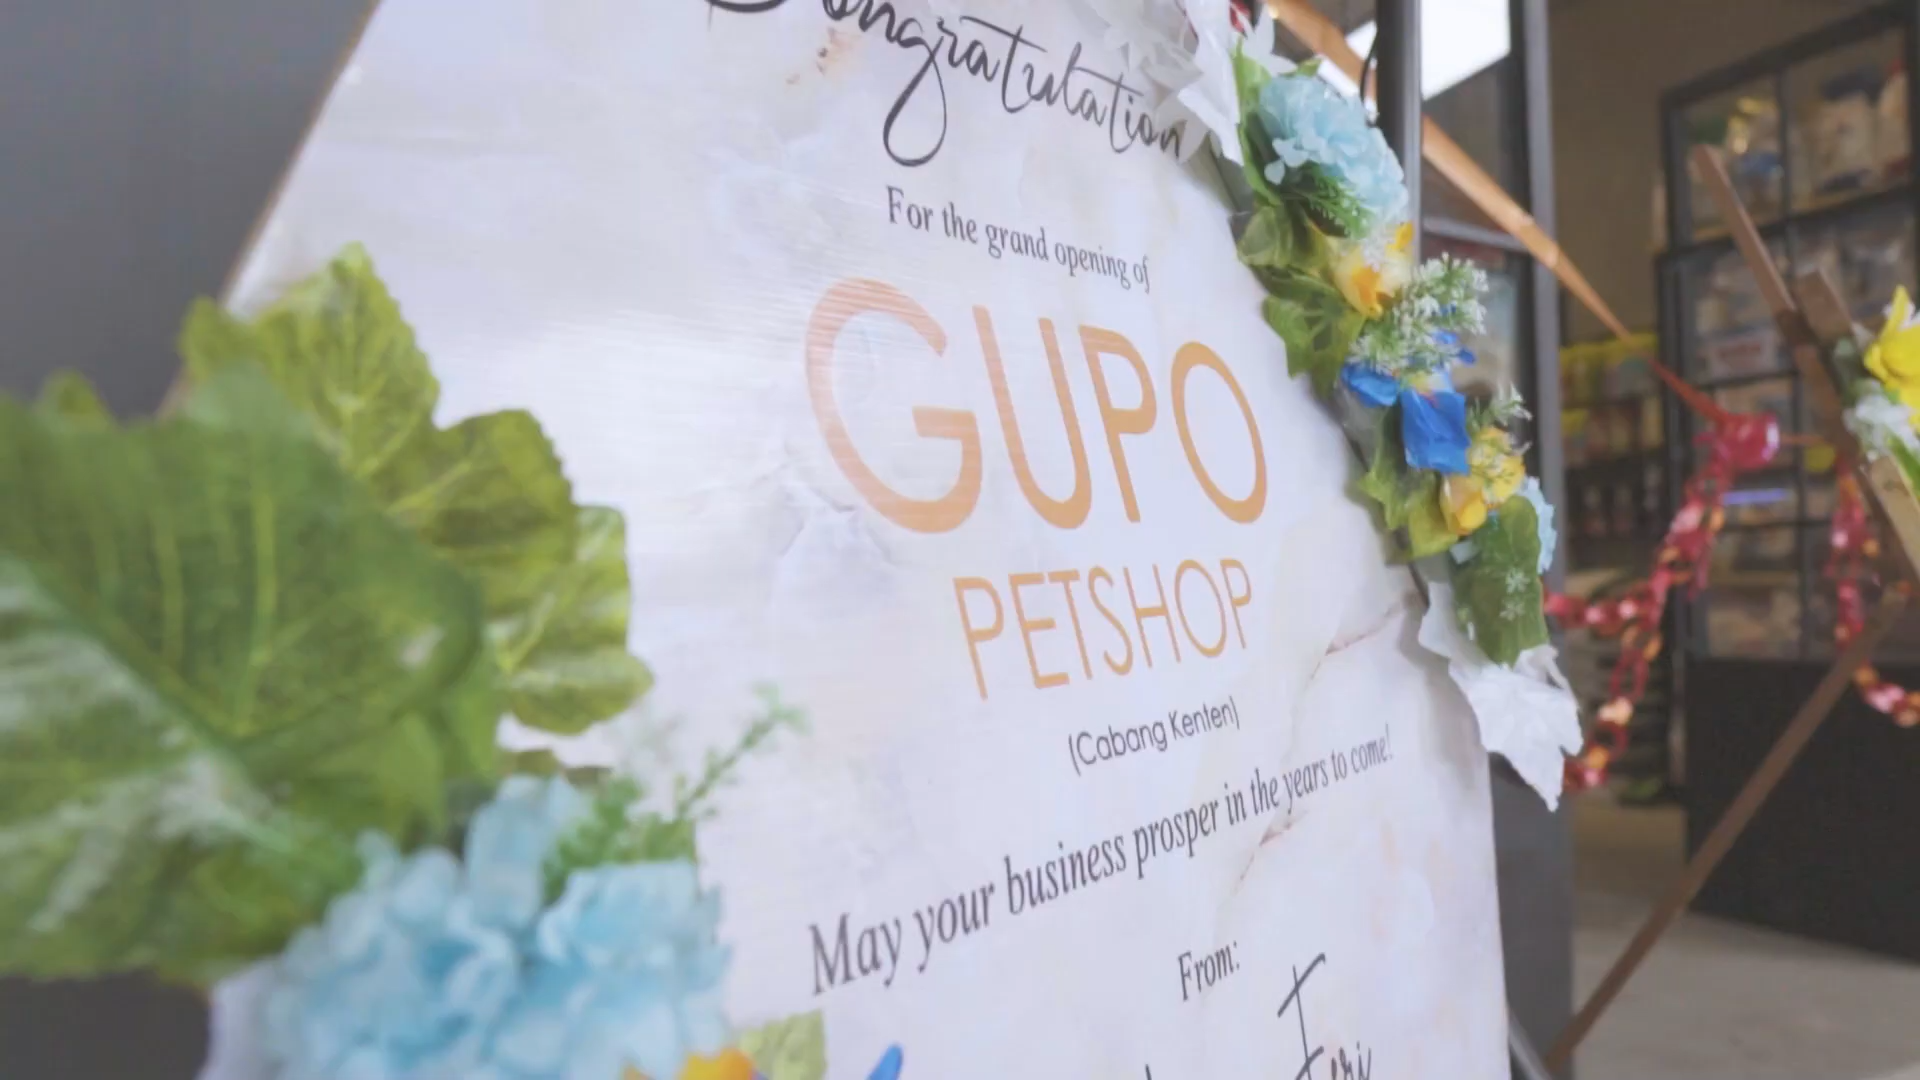 Congratulation
For the grand opening of
GUPO
PETSHOP
(Cabang Kenten)
May your business prosper in the years to come!
From: